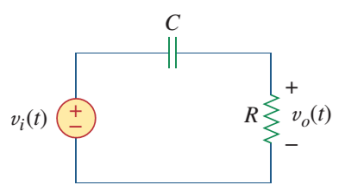 C
+
vᵢ(t) + R vₒ(t)
−
−